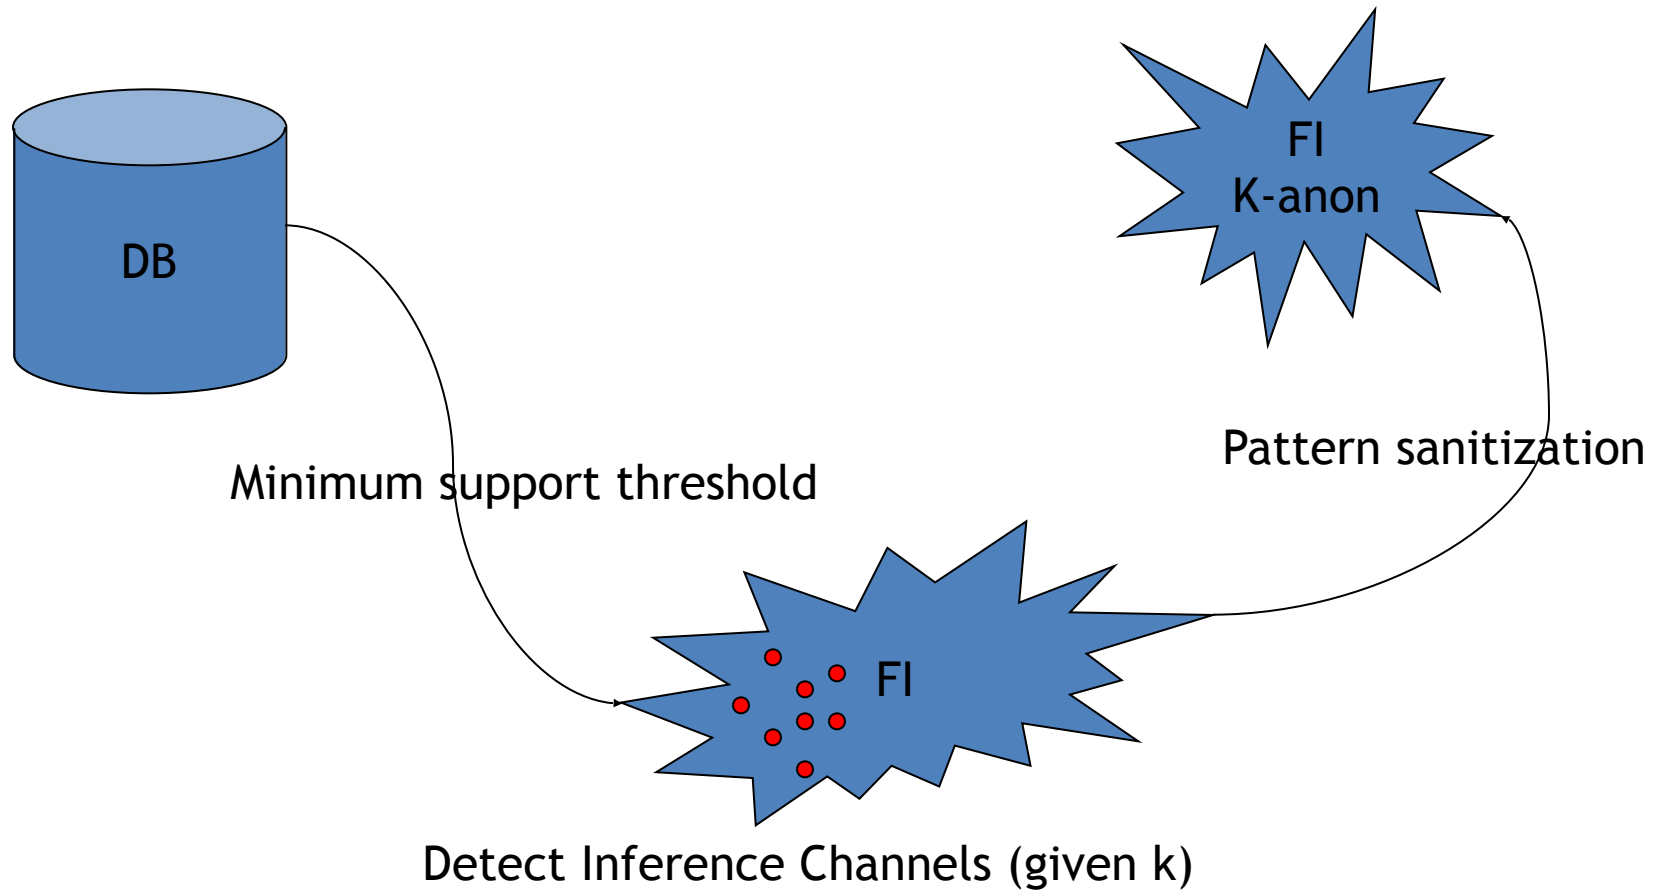 FI
K-anon
DB
Pattern sanitization
Minimum support threshold
FI
Detect Inference Channels (given k)